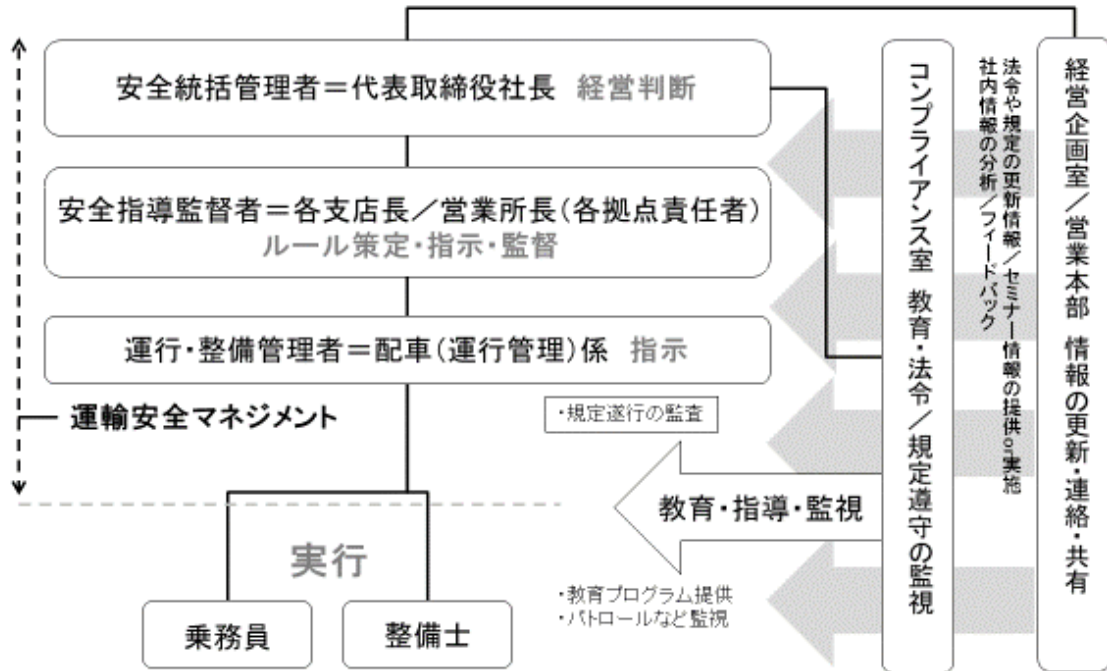 安全統括管理者＝代表取締役社長 経営判断
安全指導監督者＝各支店長／営業所長（各拠点責任者）
ルール策定・指示・監督
運行・整備管理者＝配車（運行管理）係 指示
運輸安全マネジメント
・規定遂行の監査
教育・指導・監視
・教育プログラム提供
・パトロールなど監視
実行
乗務員
整備士
コンプライアンス室 教育・法令／規定遵守の監視
法令や規定の更新情報／セミナー情報の提供or実施
社内情報の分析／フィードバック
経営企画室／営業本部 情報の更新・連絡・共有